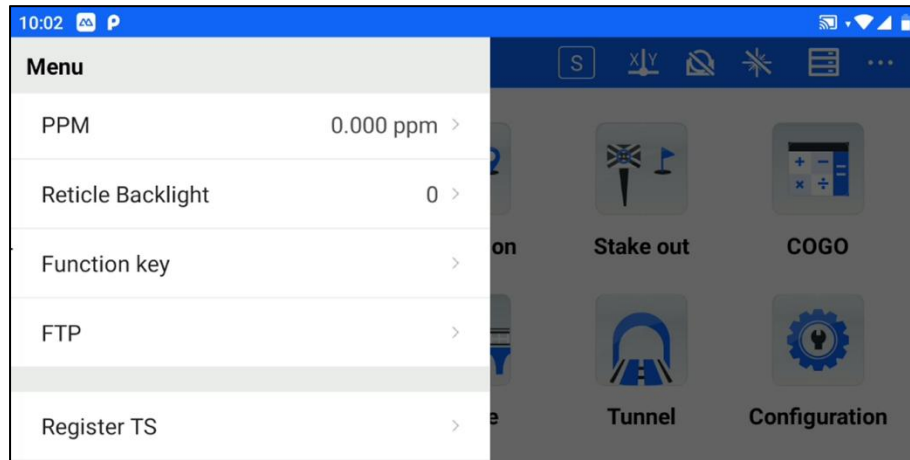 10:02
Menu
S X Y
PPM 0.000 ppm
Reticle Backlight 0
Function key
on Stake out COGO
FTP
Register TS
e Tunnel Configuration